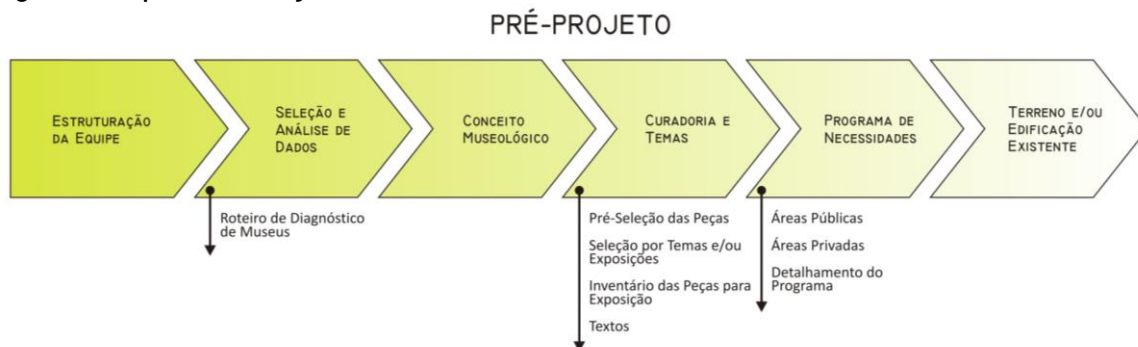 PRÉ-PROJETO
ESTRUTURAÇÃO
DA EQUIPE
SELEÇÃO E
ANÁLISE DE
DADOS
CONCEITO
MUSEOLÓGICO
CURADORIA E
TEMAS
PROGRAMA DE
NECESSIDADES
TERRENO E/OU
EDIFICAÇÃO
EXISTENTE
Roteiro de Diagnóstico
de Museus
Pré-Seleção das Peças
Seleção por Temas e/ou
Exposições
Inventário das Peças para
Exposição
Textos
Áreas Públicas
Áreas Privadas
Detalhamento do
Programa